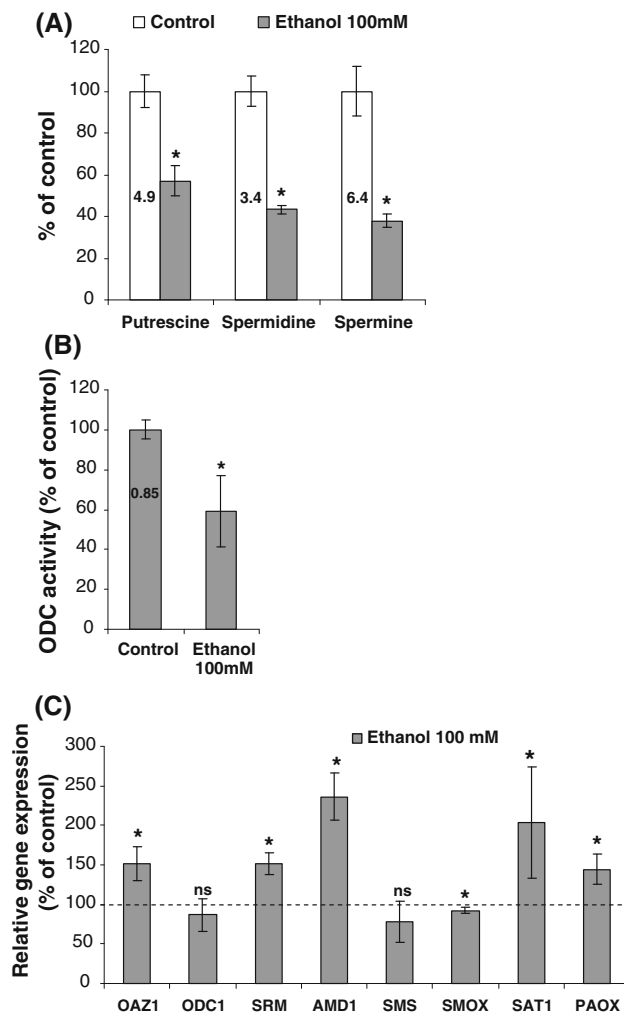 (A)
Control Ethanol 100mM
% of control
120
100
80
60
40
20
0
* * *
4.9 3.4 6.4
Putrescine Spermidine Spermine
(B)
ODC activity (% of control)
120
100
80
60
40
20
0
*
0.85
Control Ethanol
100mM
(C)
Ethanol 100 mM
Relative gene expression
(% of control)
300
250
200
150
100
50
0
* ns * * ns * * *
OAZ1 ODC1 SRM AMD1 SMS SMOX SAT1 PAOX